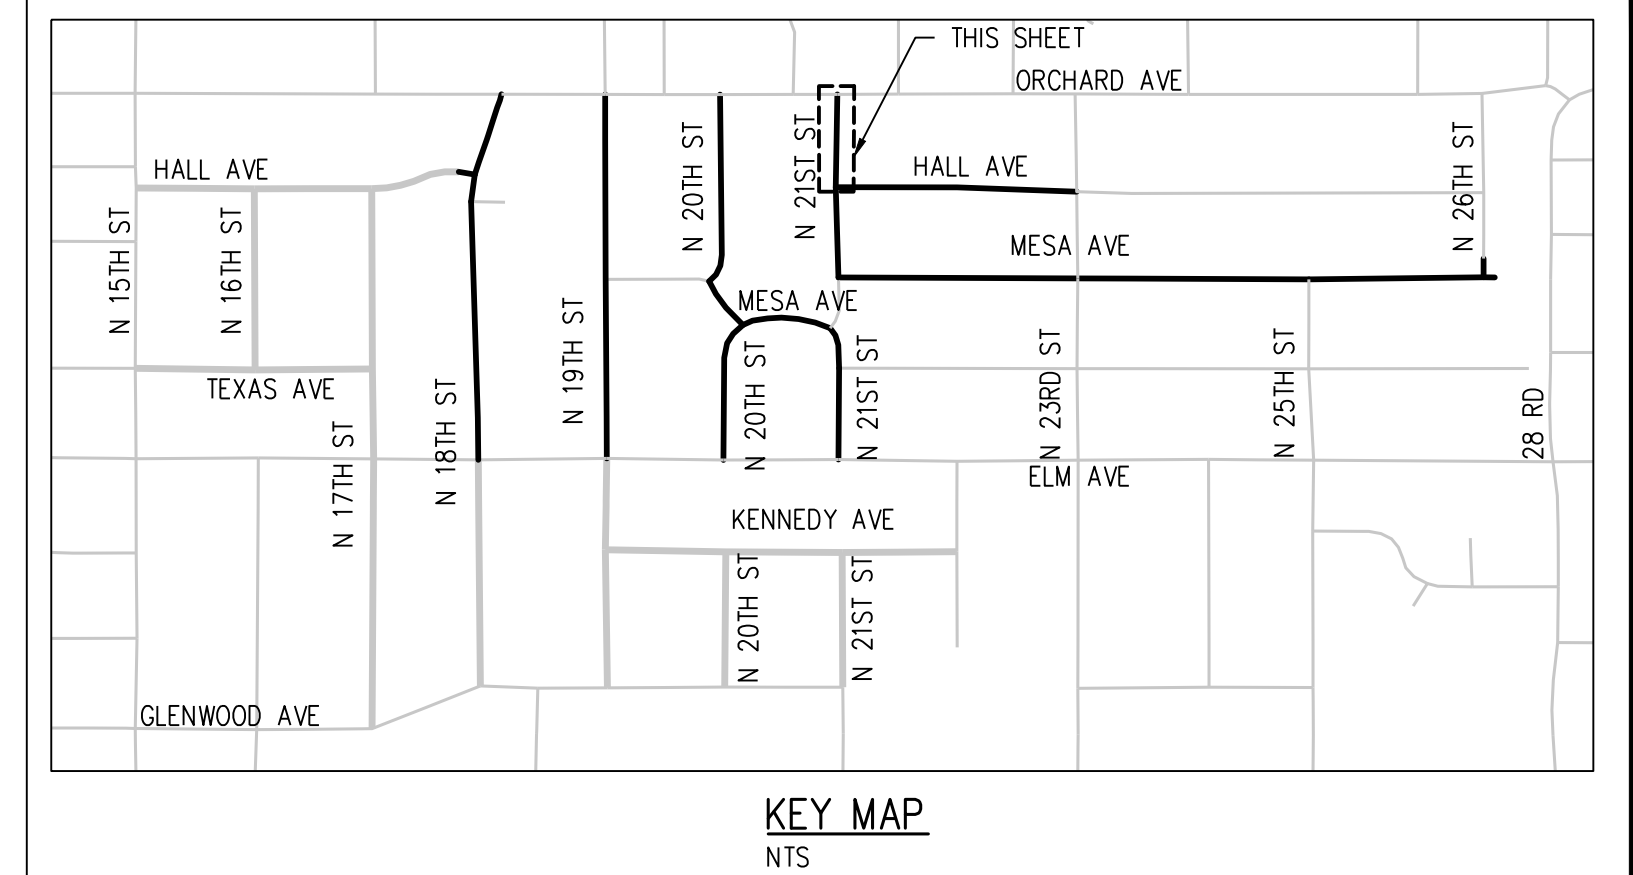 THIS SHEET
ORCHARD AVE
HALL AVE
N 15TH ST
N 16TH ST
N 20TH ST
N 21ST ST
HALL AVE
N 26TH ST
MESA AVE
MESA AVE
N 19TH ST
TEXAS AVE
N 17TH ST
N 18TH ST
N 20TH ST
N 21ST ST
N 23RD ST
N 25TH ST
28 RD
ELM AVE
KENNEDY AVE
N 20TH ST
N 21ST ST
GLENWOOD AVE
KEY MAP
NTS